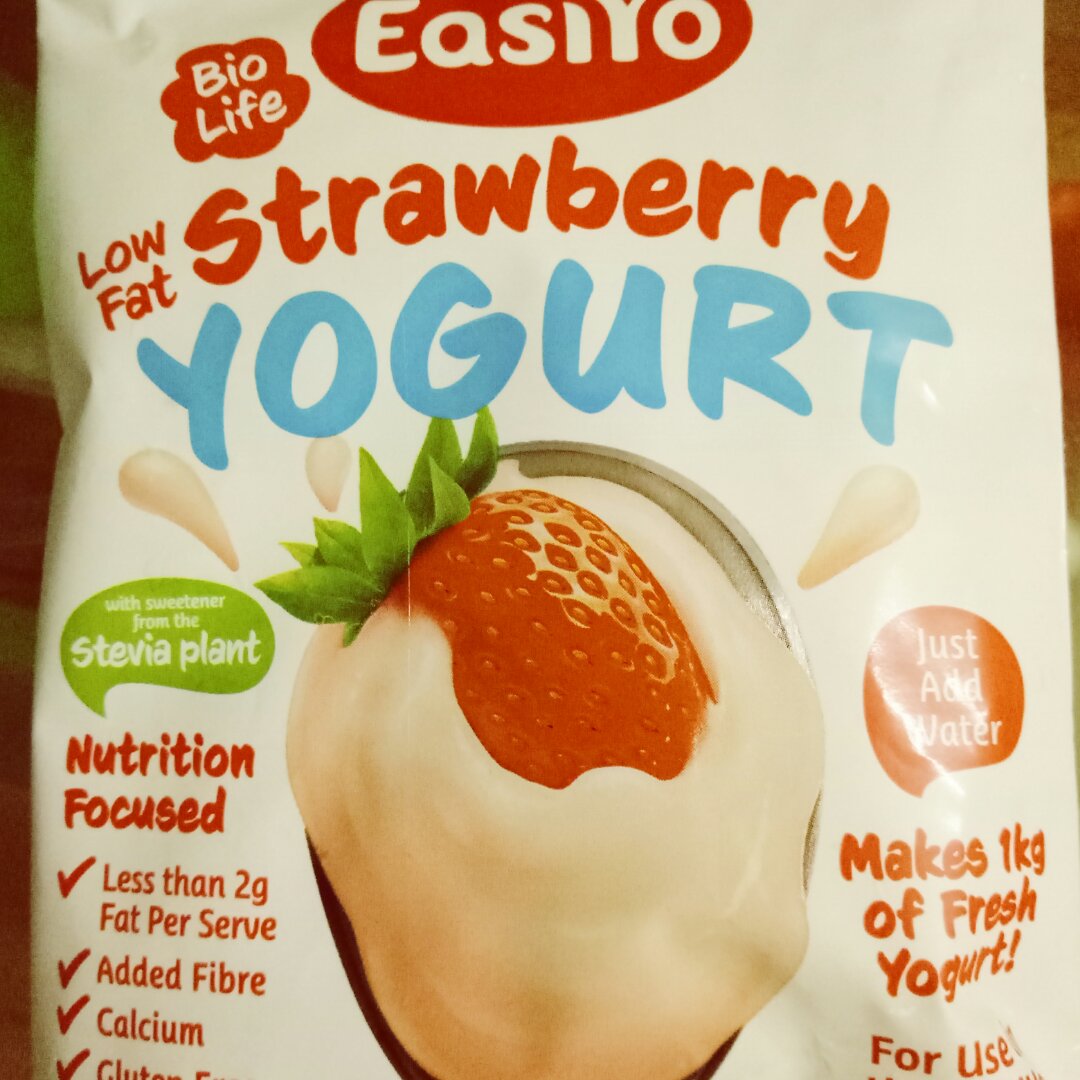 EasiYo
Bio
Life
Low
Fat
Strawberry
YOGURT
with sweetener
from the
Stevia plant
Just
Add
Water
Nutrition
Focused
Less than 2g
Fat Per Serve
Added Fibre
Calcium
Gluten
Makes 1kg
of Fresh
Yogurt!
For Use